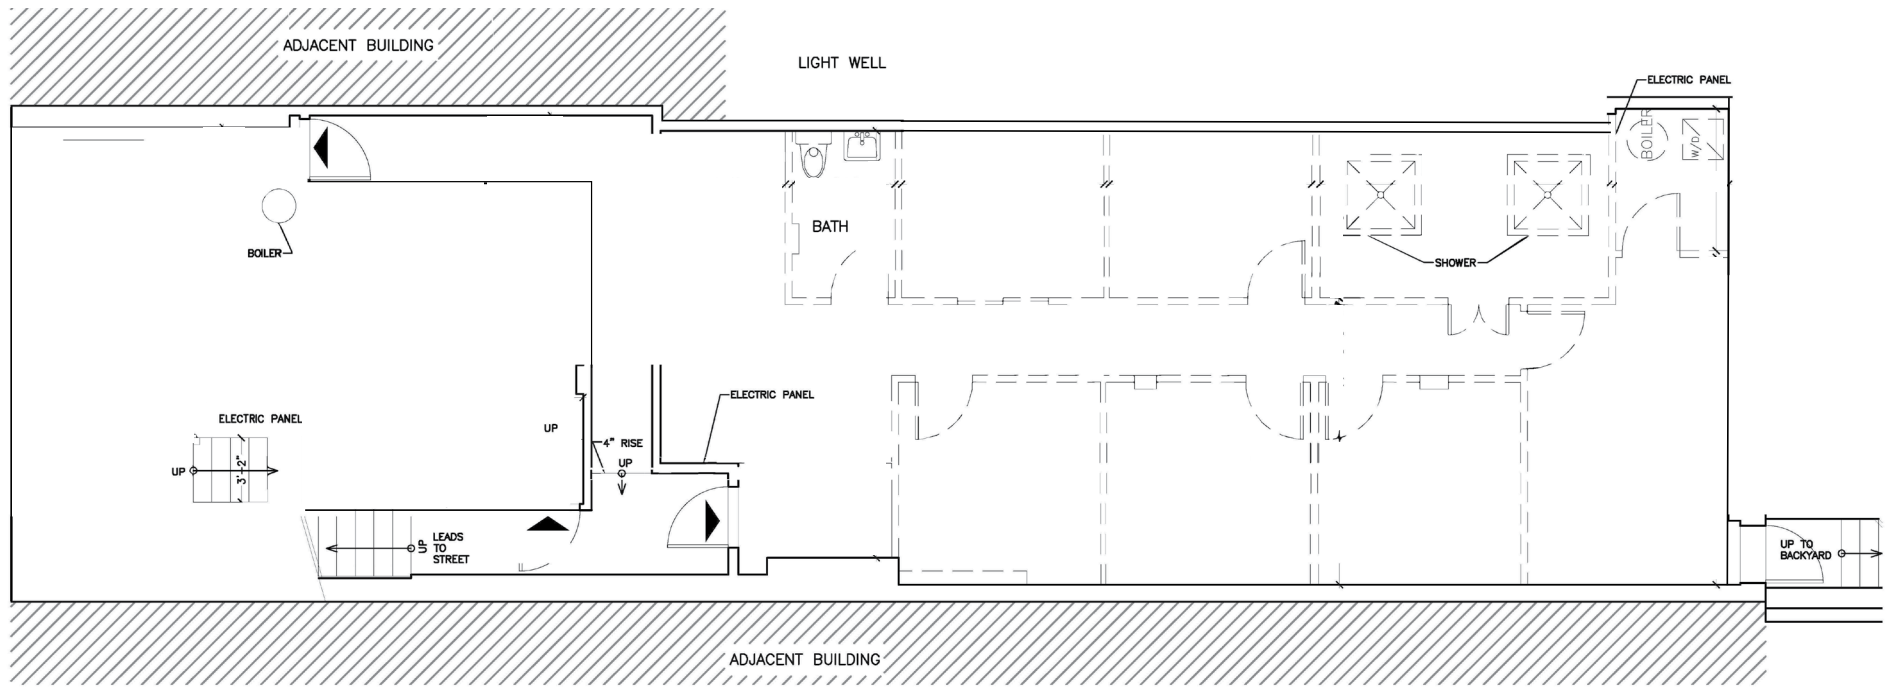 ADJACENT BUILDING
LIGHT WELL
ELECTRIC PANEL
BOILER
W/D
BATH
BOILER
SHOWER
ELECTRIC PANEL
ELECTRIC PANEL
UP
4" RISE
UP
UP
3'-2"
UP
LEADS
TO
STREET
UP TO
BACKYARD
ADJACENT BUILDING